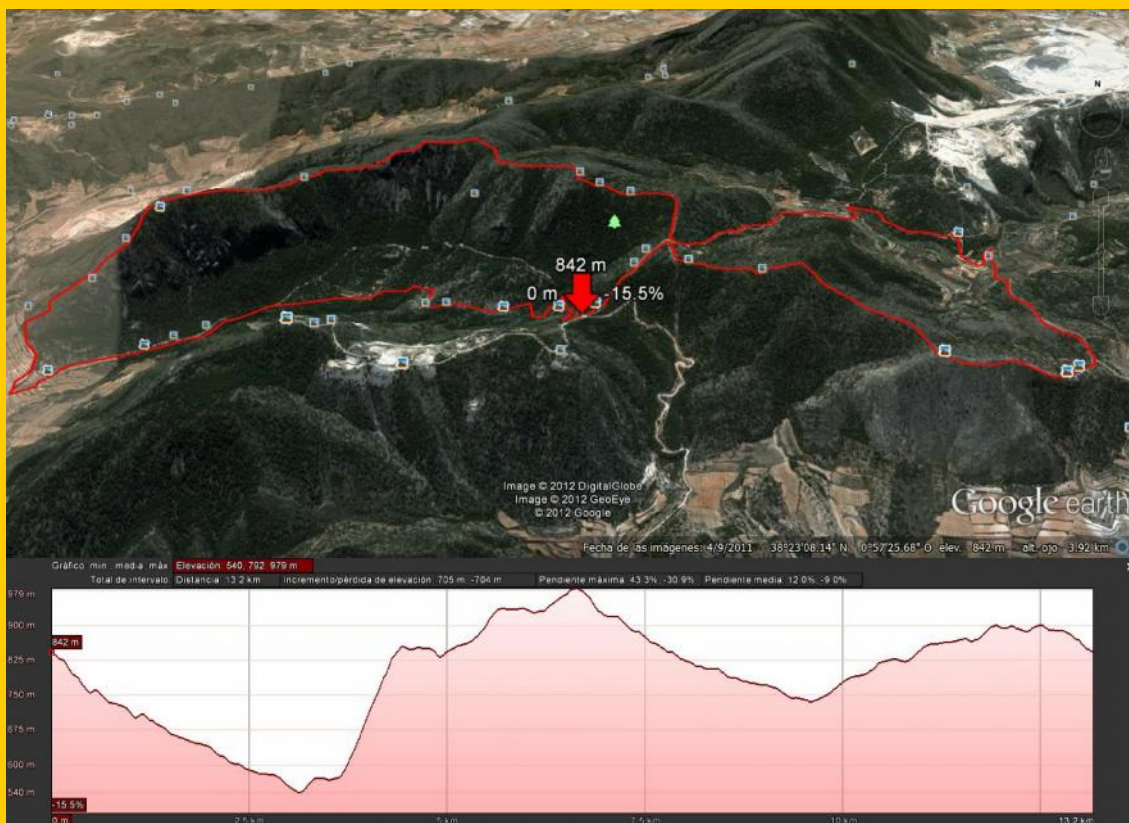 N
842 m
0 m -15.5%
Image © 2012 DigitalGlobe
Image © 2012 GeoEye
© 2012 Google
Google earth
Fecha de las imágenes: 4/9/2011 38°23'08.14" N 0°57'25.68" O elev. 842 m alt. ojo 3.92 km
Gráfico: mín., media, máx. Elevación: 540, 792, 979 m
Total de intervalo: Distancia: 13.2 km Incremento/pérdida de elevación: 705 m, -704 m Pendiente máxima: 43.3%, -30.9% Pendiente media: 12.0%, -9.0%
979 m
900 m
842 m
825 m
750 m
675 m
600 m
540 m
-15.5%
0 m 2.5 km 5 km 7.5 km 10 km 13.2 km